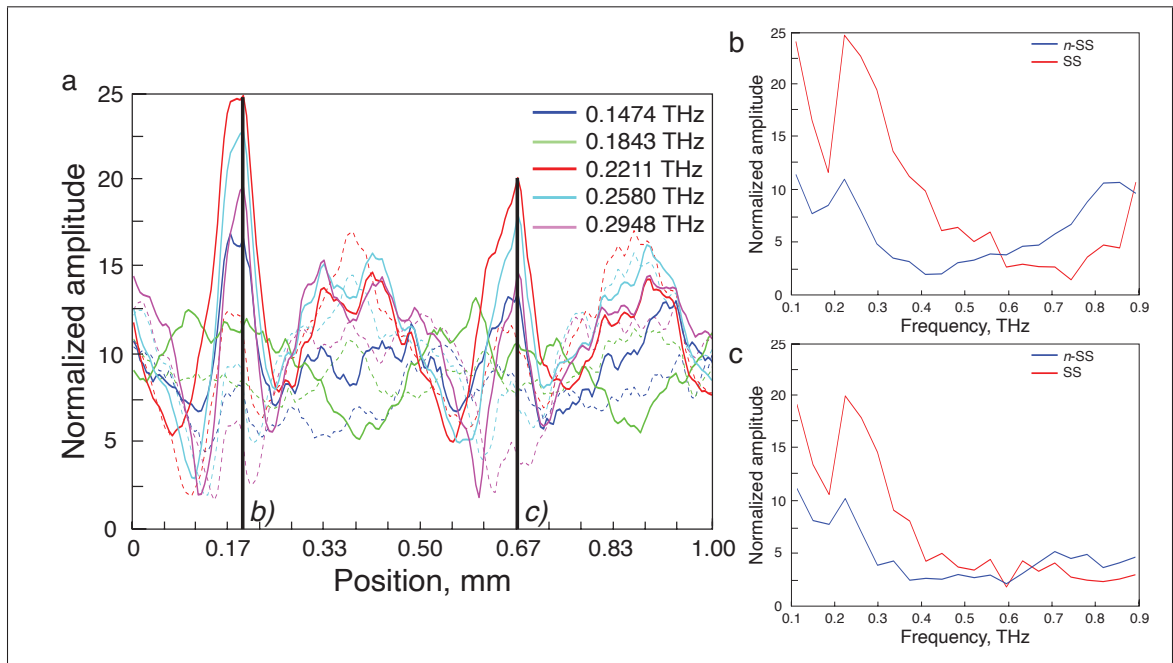 a
Normalized amplitude
25
20
15
10
5
0
0.1474 THz
0.1843 THz
0.2211 THz
0.2580 THz
0.2948 THz
b)
c)
0 0.17 0.33 0.50 0.67 0.83 1.00
Position, mm
b
Normalized amplitude
25
20
15
10
5
0
n-SS
SS
0.1 0.2 0.3 0.4 0.5 0.6 0.7 0.8 0.9
Frequency, THz
c
Normalized amplitude
25
20
15
10
5
0
n-SS
SS
0.1 0.2 0.3 0.4 0.5 0.6 0.7 0.8 0.9
Frequency, THz